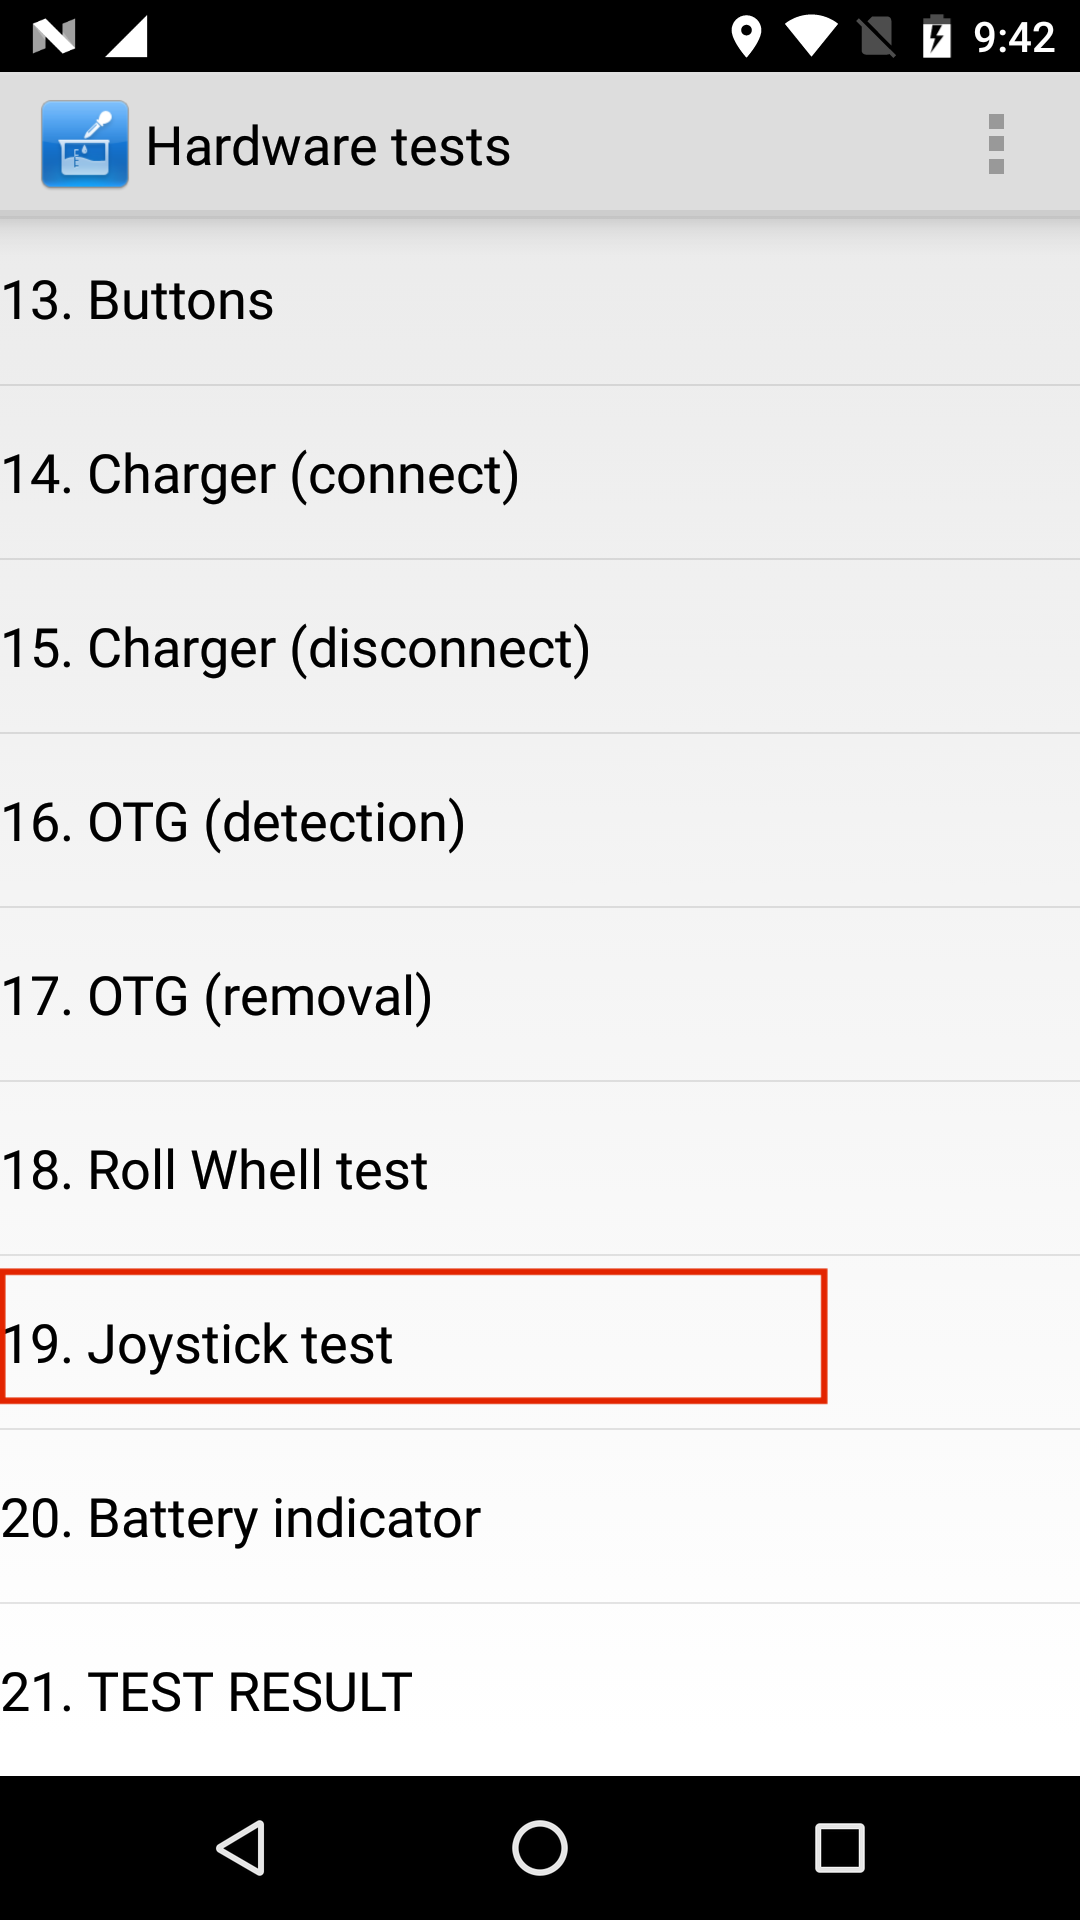 9:42
Hardware tests
13. Buttons
14. Charger (connect)
15. Charger (disconnect)
16. OTG (detection)
17. OTG (removal)
18. Roll Whell test
19. Joystick test
20. Battery indicator
21. TEST RESULT